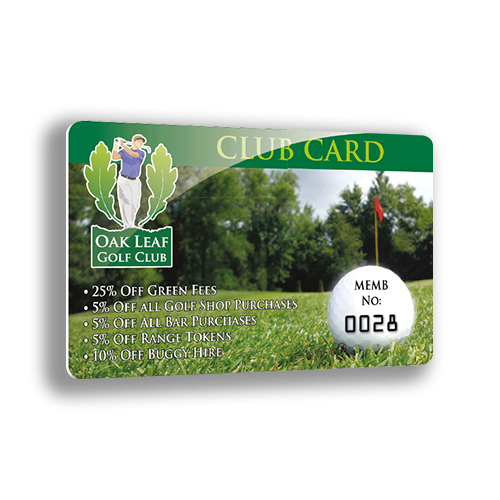 CLUB CARD
OAK LEAF
GOLF CLUB
• 25% OFF GREEN FEES
• 5% OFF ALL GOLF SHOP PURCHASES
• 5% OFF ALL BAR PURCHASES
• 5% OFF RANGE TOKENS
• 10% OFF BUGGY HIRE
MEMB
NO:
0028